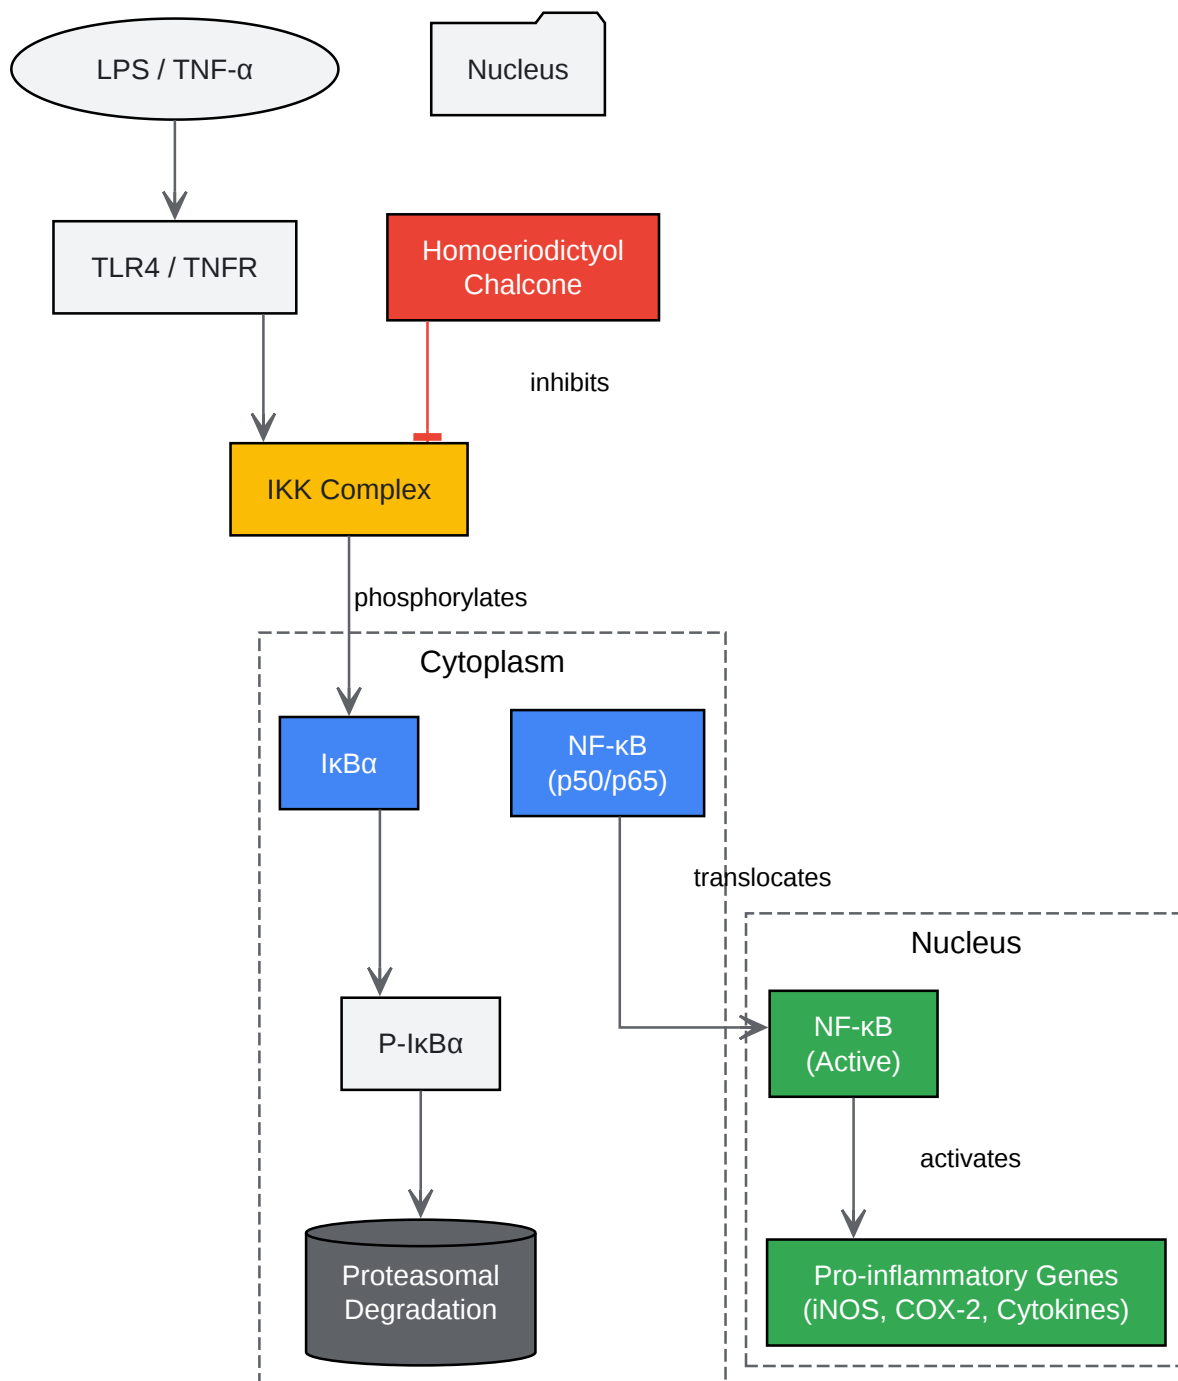 LPS / TNF-α
Nucleus
TLR4 / TNFR
Homoeriodictyol
Chalcone
inhibits
IKK Complex
phosphorylates
Cytoplasm
IκBα
NF-κB
(p50/p65)
translocates
Nucleus
P-IκBα
NF-κB
(Active)
activates
Proteasomal
Degradation
Pro-inflammatory Genes
(iNOS, COX-2, Cytokines)